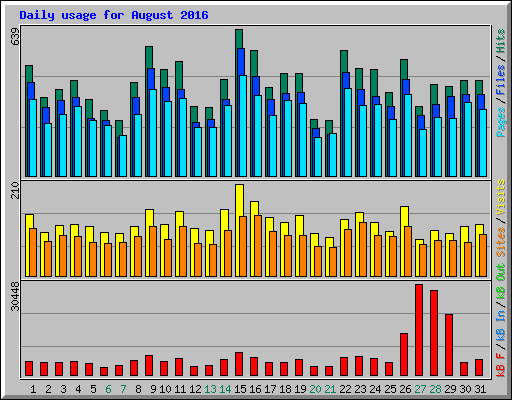 Daily usage for August 2016
639
Pages / Files / Hits
210
Sites / Visits
30448
kB F / kB In / kB Out
1 2 3 4 5 6 7 8 9 10 11 12 13 14 15 16 17 18 19 20 21 22 23 24 25 26 27 28 29 30 31